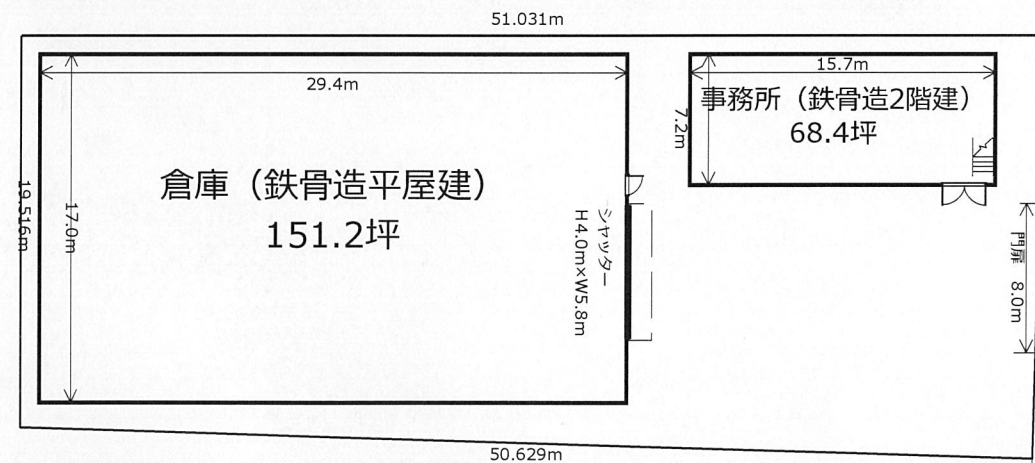 51.031m
29.4m
15.7m
事務所（鉄骨造2階建）
68.4坪
7.2m
倉庫（鉄骨造平屋建）
151.2坪
19.516m
17.0m
シャッター
H4.0m×W5.8m
門扉 8.0m
50.629m